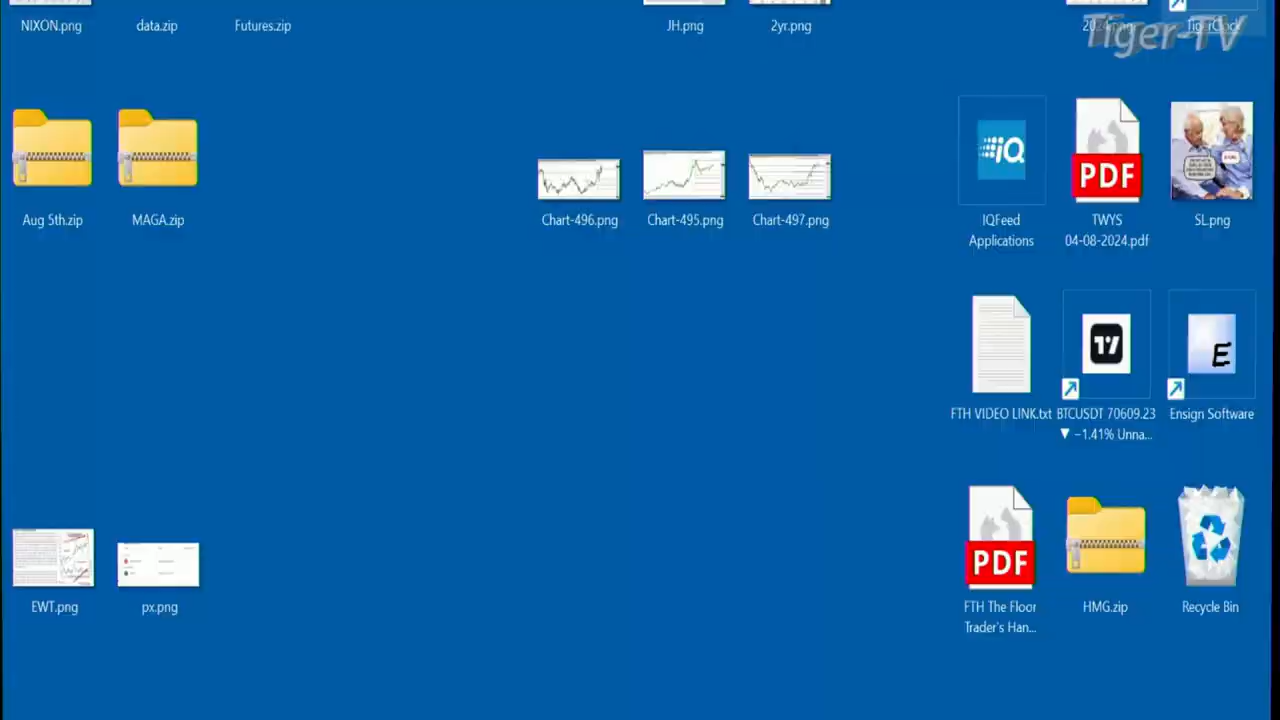 NIXON.png
data.zip
Futures.zip
JH.png
2yr.png
Tiger-TV
TigerClock
Aug 5th.zip
MAGA.zip
Chart-496.png
Chart-495.png
Chart-497.png
iQ
IQFeed
Applications
PDF
TWYS
04-08-2024.pdf
SL.png
FTH VIDEO LINK.txt
BTCUSDT 70609.23
▼ −1.41% Unna...
E
Ensign Software
EWT.png
px.png
PDF
FTH The Floor
Trader's Han...
HMG.zip
Recycle Bin